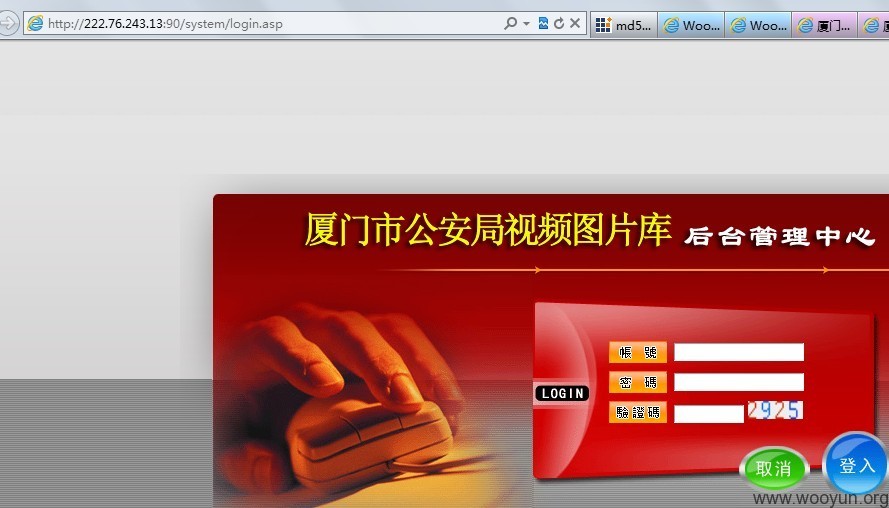 http://222.76.243.13:90/system/login.asp
md5... Woo... Woo... 厦门...
厦门市公安局视频图片库 后台管理中心
帳 號
密 碼
LOGIN
驗證碼 2925
取消 登入
www.wooyun.org